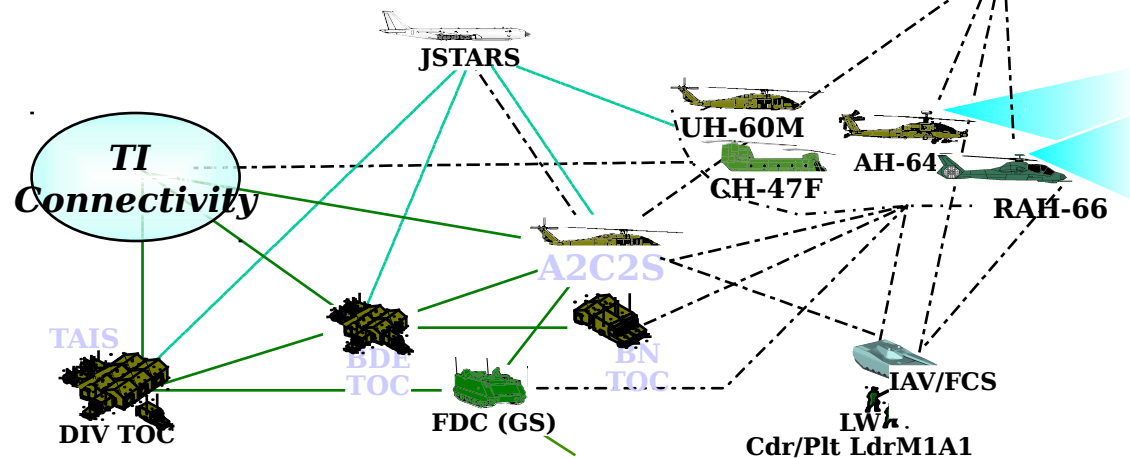 JSTARS
UH-60M
TI
Connectivity
AH-64
CH-47F
RAH-66
A2C2S
TAIS
BDE
TOC
BN
TOC
IAV/FCS
FDC (GS)
LW
DIV TOC
Cdr/Plt LdrM1A1